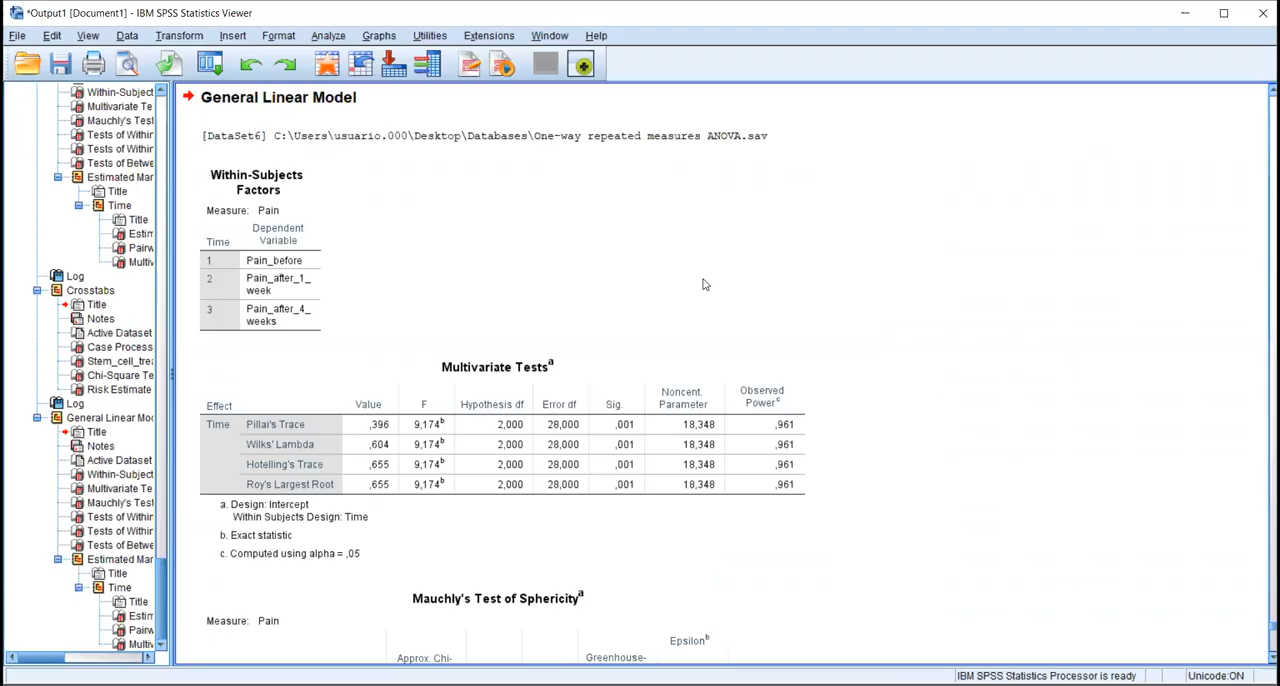 *Output1 [Document1] - IBM SPSS Statistics Viewer
File Edit View Data Transform Insert Format Analyze Graphs Utilities Extensions Window Help
Within-Subject
Multivariate Te
Mauchly's Test
Tests of Within
Tests of Within
Tests of Betwe
Estimated Mar
Title
Time
Title
Estim
Pairw
Multiv
Log
Crosstabs
Title
Notes
Active Dataset
Case Process
Stem_cell_trea
Chi-Square Te
Risk Estimate
Log
General Linear Mo
Title
Notes
Active Dataset
Within-Subject
Multivariate Te
Mauchly's Test
Tests of Within
Tests of Within
Tests of Betwe
Estimated Mar
Title
Time
Title
Estim
Pairw
Multiv
General Linear Model
[DataSet6] C:\Users\usuario.000\Desktop\Databases\One-way repeated measures ANOVA.sav
Within-Subjects
Factors
Measure: Pain
Dependent
Time Variable
1 Pain_before
2 Pain_after_1_
week
3 Pain_after_4_
weeks
Multivariate Testsa
Noncent. Observed
Effect Value F Hypothesis df Error df Sig. Parameter Powerc
Time Pillai's Trace ,396 9,174b 2,000 28,000 ,001 18,348 ,961
Wilks' Lambda ,604 9,174b 2,000 28,000 ,001 18,348 ,961
Hotelling's Trace ,655 9,174b 2,000 28,000 ,001 18,348 ,961
Roy's Largest Root ,655 9,174b 2,000 28,000 ,001 18,348 ,961
a. Design: Intercept
Within Subjects Design: Time
b. Exact statistic
c. Computed using alpha = ,05
Mauchly's Test of Sphericitya
Measure: Pain
Epsilonb
Approx. Chi- Greenhouse-
IBM SPSS Statistics Processor is ready Unicode:ON